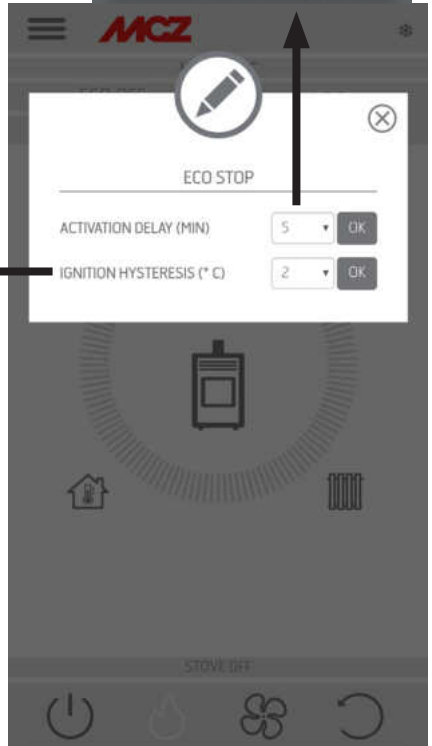 MCZ
ECO STOP
ACTIVATION DELAY (MIN) 5 OK
IGNITION HYSTERESIS (° C) 2 OK
STOVE OFF